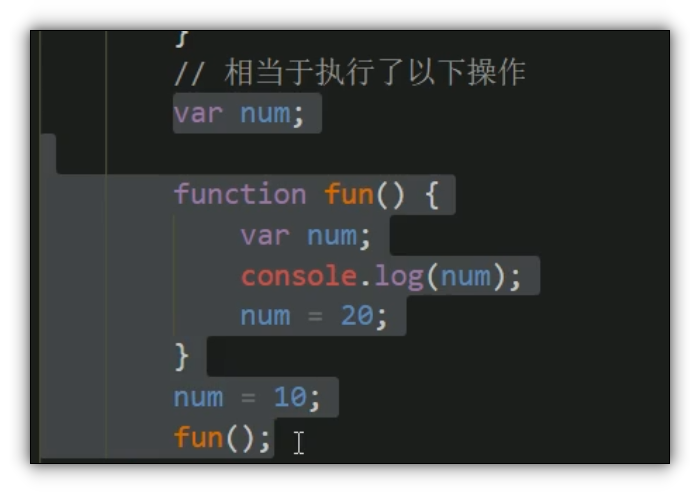 }
// 相当于执行了以下操作
var num;
function fun() {
var num;
console.log(num);
num = 20;
}
num = 10;
fun();